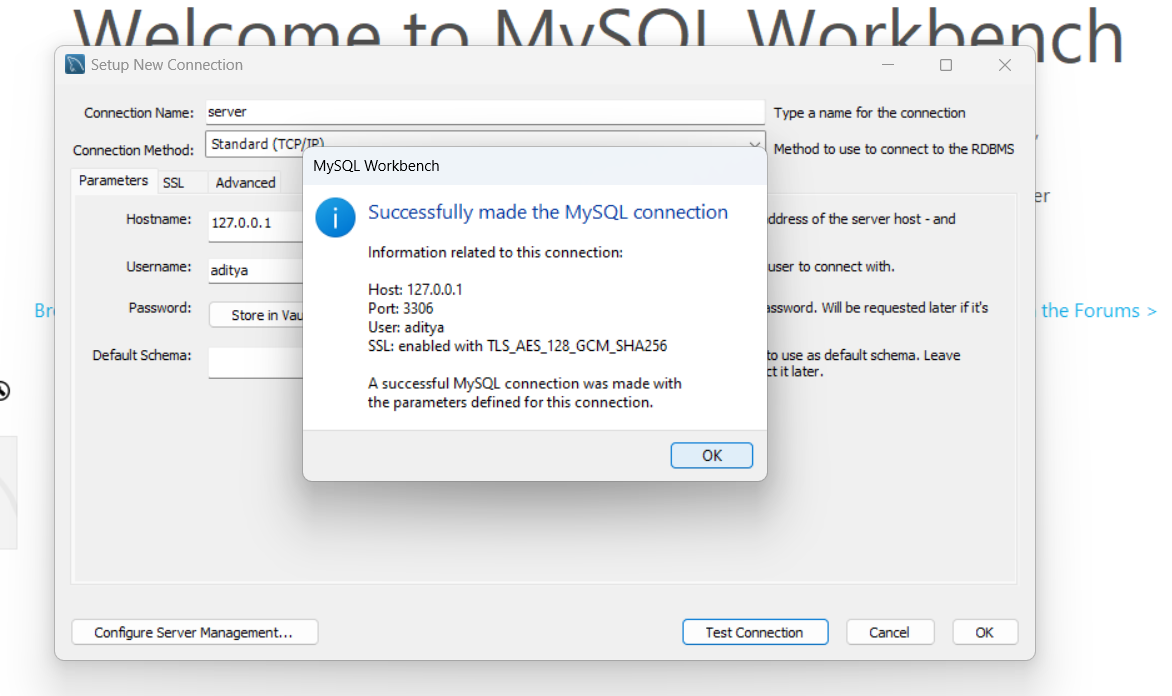 Welcome to MySQL Workbench
Setup New Connection
Connection Name: server Type a name for the connection
Connection Method: Standard (TCP/IP) Method to use to connect to the RDBMS
Parameters SSL Advanced
Hostname: 127.0.0.1 address of the server host - and
Username: aditya user to connect with.
Password: Store in password. Will be requested later if it's
Default Schema: to use as default schema. Leave
it later.
the Forums >
MySQL Workbench
Successfully made the MySQL connection
Information related to this connection:
Host: 127.0.0.1
Port: 3306
User: aditya
SSL: enabled with TLS_AES_128_GCM_SHA256
A successful MySQL connection was made with
the parameters defined for this connection.
OK
Configure Server Management... Test Connection Cancel OK